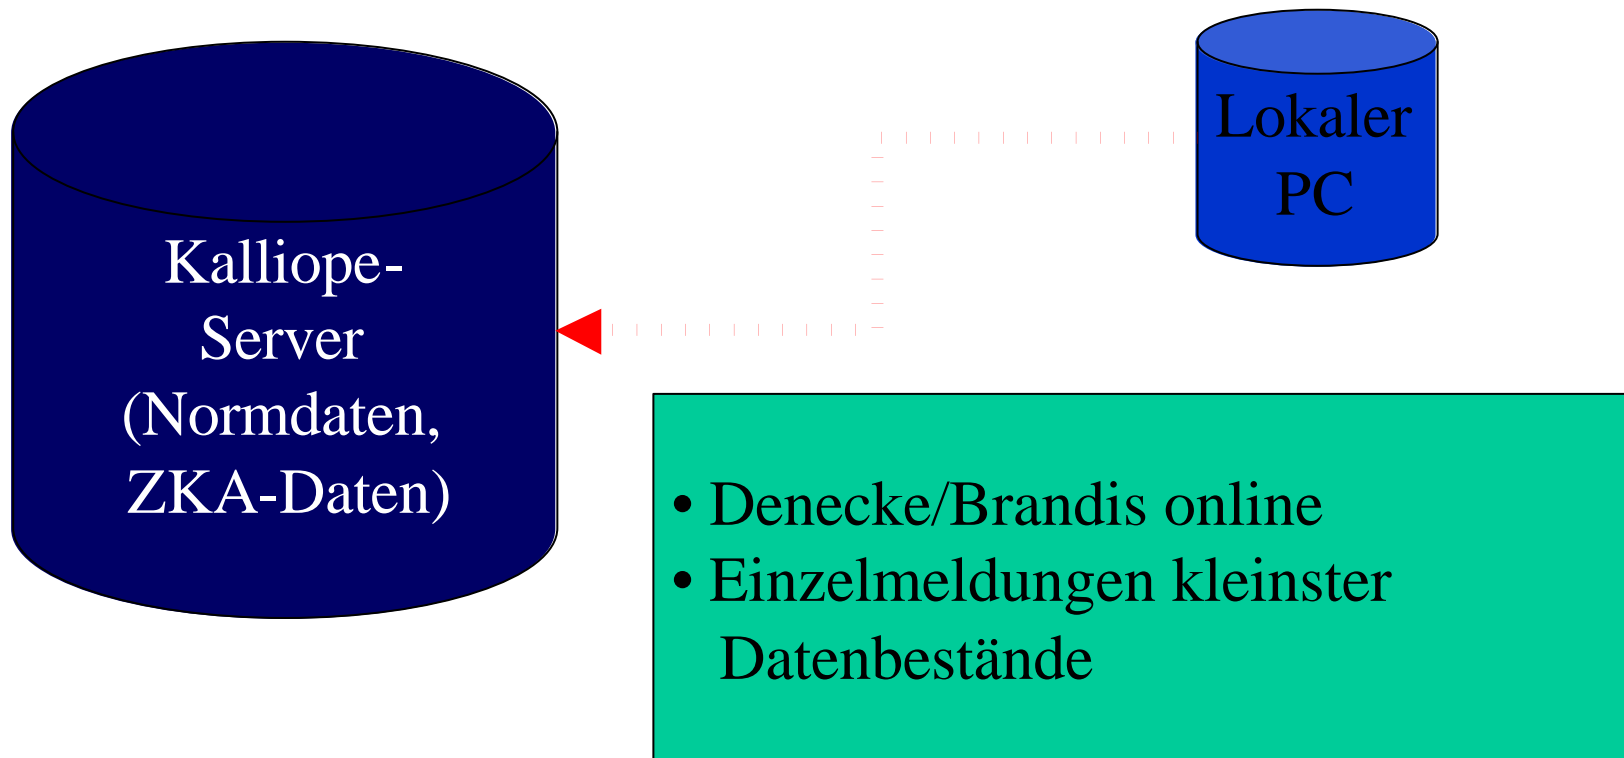 Kalliope-
Server
(Normdaten,
ZKA-Daten)
Lokaler
PC
• Denecke/Brandis online
• Einzelmeldungen kleinster
Datenbestände